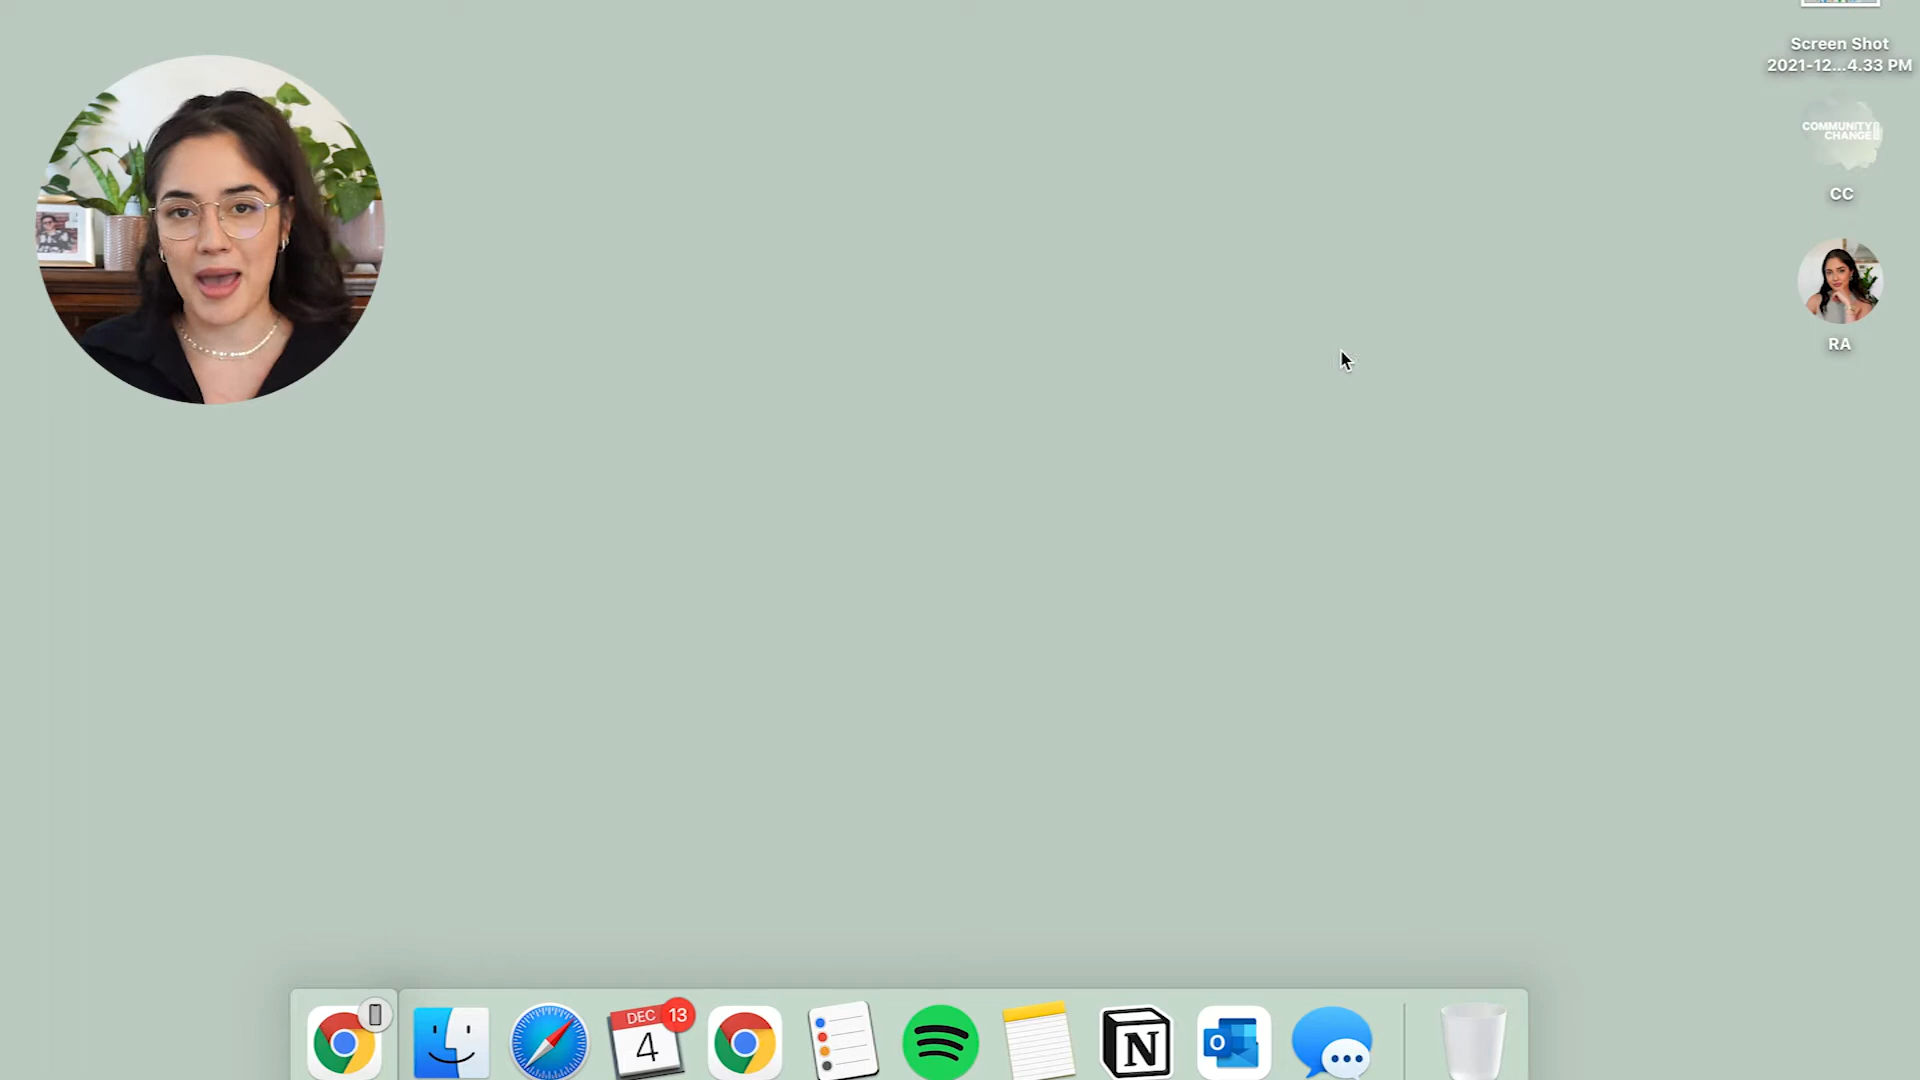 Screen Shot
2021-12...4.33 PM
COMMUNITY
CHANGE
CC
RA
DEC
13
4
N
O